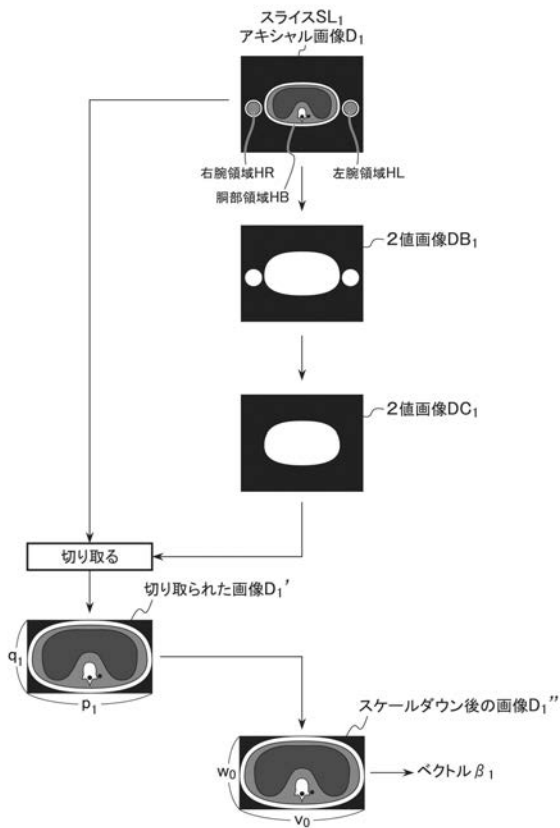 スライスSL₁
アキシャル画像D₁
右腕領域HR
左腕領域HL
胴部領域HB
2値画像DB₁
2値画像DC₁
切り取る
切り取られた画像D₁'
q₁
p₁
スケールダウン後の画像D₁''
w₀
ベクトルβ₁
v₀